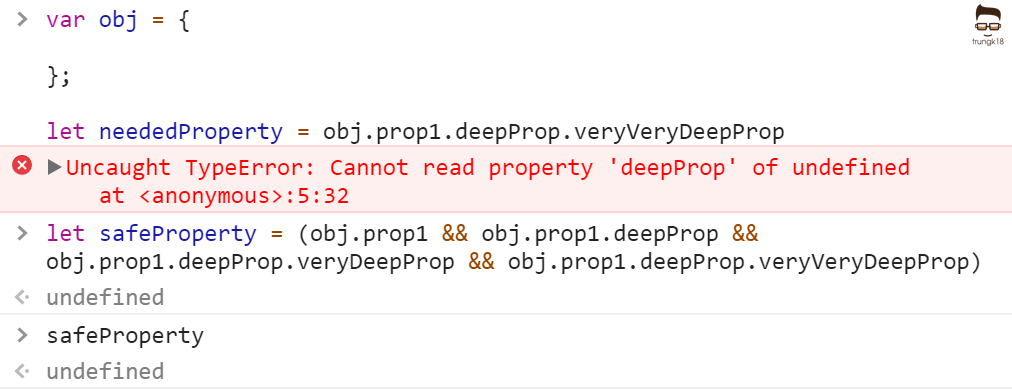 var obj = {
trungk18
};
let neededProperty = obj.prop1.deepProp.veryVeryDeepProp
Uncaught TypeError: Cannot read property 'deepProp' of undefined
at <anonymous>:5:32
let safeProperty = (obj.prop1 && obj.prop1.deepProp &&
obj.prop1.deepProp.veryDeepProp && obj.prop1.deepProp.veryVeryDeepProp)
undefined
safeProperty
undefined